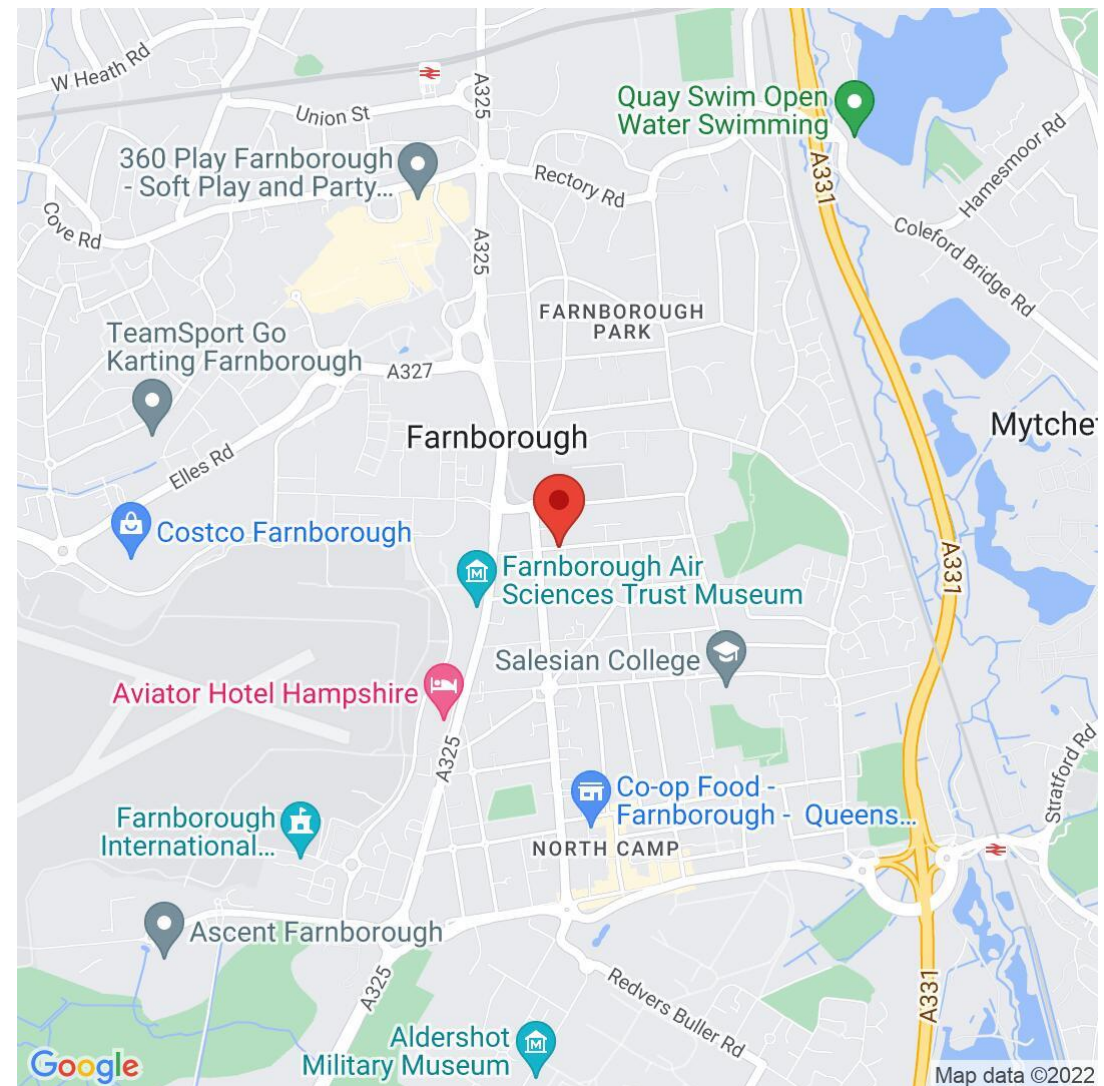 W Heath Rd
A325
Union St
Quay Swim Open
Water Swimming
360 Play Farnborough
- Soft Play and Party...
Rectory Rd
A331
Hamesmoor Rd
Cove Rd
A325
Coleford Bridge Rd
FARNBOROUGH
PARK
TeamSport Go
Karting Farnborough
A327
Farnborough
Mytchet
Elles Rd
Costco Farnborough
Farnborough Air
Sciences Trust Museum
A331
Salesian College
Aviator Hotel Hampshire
A325
Stratford Rd
Co-op Food -
Farnborough - Queens...
Farnborough
International...
NORTH CAMP
Ascent Farnborough
A325
Redvers Buller Rd
A331
Aldershot
Military Museum
Google
Map data ©2022